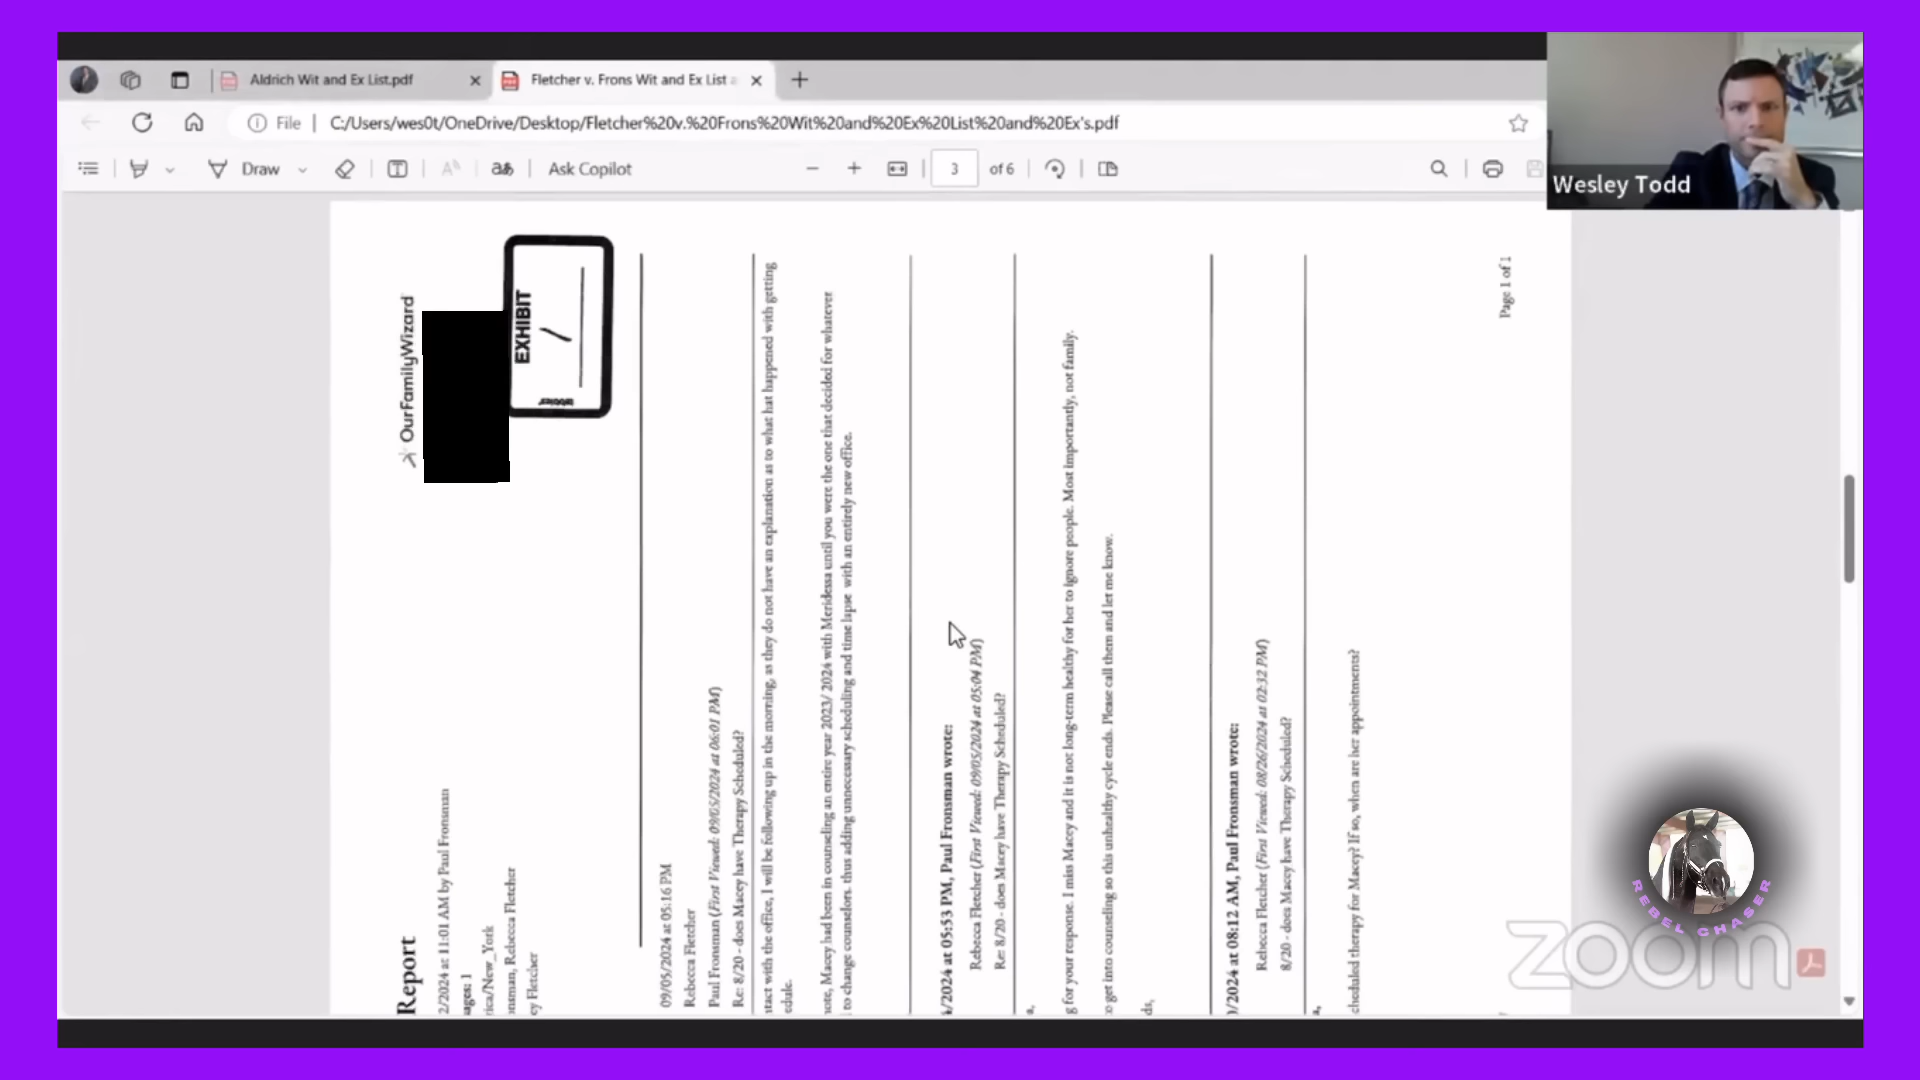 Aldrich Wit and Ex List.pdf
Fletcher v. Frons Wit and Ex List
File
C:/Users/wes0t/OneDrive/Desktop/Fletcher%20v.%20Frons%20Wit%20and%20Ex%20List%20and%20Ex's.pdf
Draw
Ask Copilot
3 of 6
Wesley Todd
Report
OurFamilyWizard
EXHIBIT
2/2024 at 11:01 AM by Paul Fronsman
ages: 1
ica/New_York
nsman, Rebecca Fletcher
ey Fletcher
09/05/2024 at 05:16 PM
Rebecca Fletcher
Paul Fronsman (First Viewed: 09/05/2024 at 06:01 PM)
Re: 8/20 - does Macey have Therapy Scheduled?
ntact with the office, I will be following up in the morning, as they do not have an explanation as to what hat happened with getting
edule.
note, Macey had been in counseling an entire year 2023/ 2024 with Meridessa until you were the one that decided for whatever
to change counselors. thus adding unnecessary scheduling and time lapse with an entirely new office.
/2024 at 05:53 PM, Paul Fronsman wrote:
Rebecca Fletcher (First Viewed: 09/05/2024 at 05:04 PM)
Re: 8/20 - does Macey have Therapy Scheduled?
a,
g for your response. I miss Macey and it is not long-term healthy for her to ignore people. Most importantly, not family.
o get into counseling so this unhealthy cycle ends. Please call them and let me know.
ds,
/2024 at 08:12 AM, Paul Fronsman wrote:
Rebecca Fletcher (First Viewed: 08/26/2024 at 02:32 PM)
8/20 - does Macey have Therapy Scheduled?
a,
cheduled therapy for Macey? If so, when are her appointments?
Page 1 of 1
REBEL CHASER
zoom